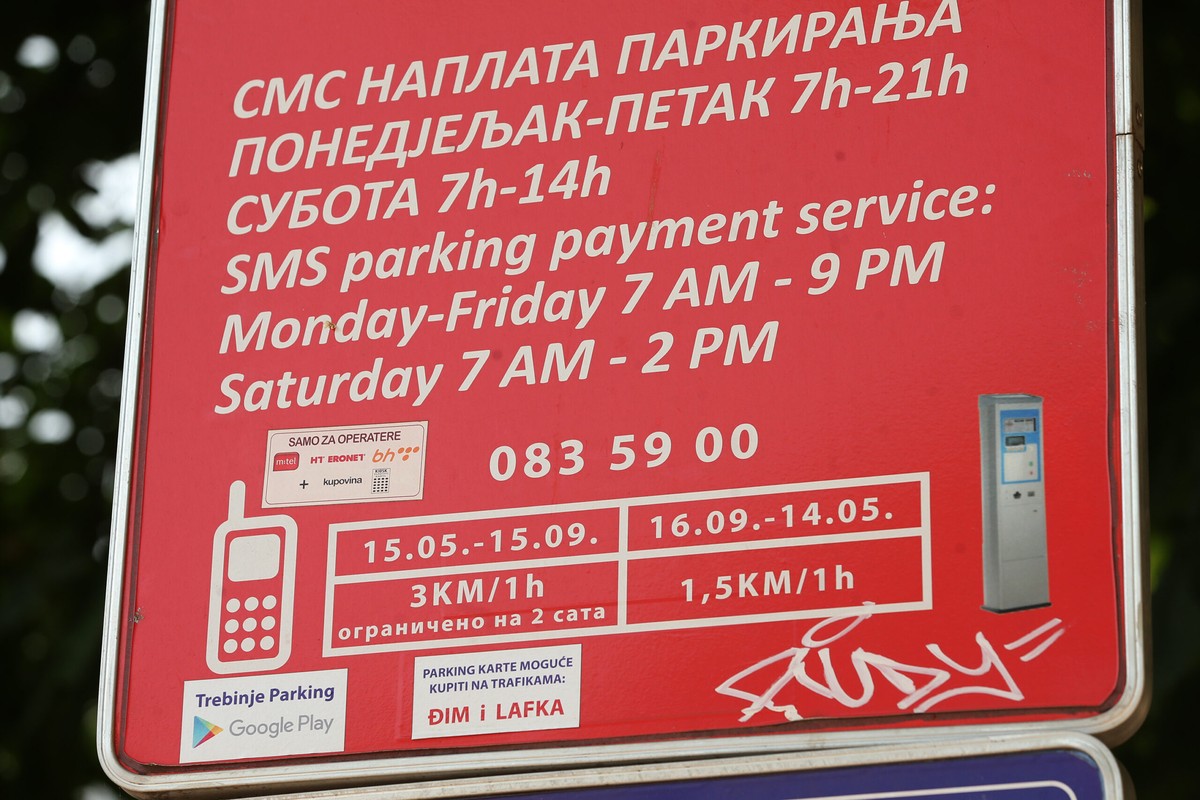 СМС НАПЛАТА ПАРКИРАЊА
ПОНЕДЈЕЉАК-ПЕТАК 7h-21h
СУБОТА 7h-14h
SMS parking payment service:
Monday-Friday 7 AM - 9 PM
Saturday 7 AM - 2 PM
SAMO ZA OPERATERE
m:tel HT ERONET bh
+ kupovina
083 59 00
15.05.-15.09. 16.09.-14.05.
3KM/1h 1,5KM/1h
ограничено на 2 сата
Trebinje Parking
Google Play
PARKING KARTE MOGUĆE
KUPITI NA TRAFIKAMA:
ĐIM i LAFKA